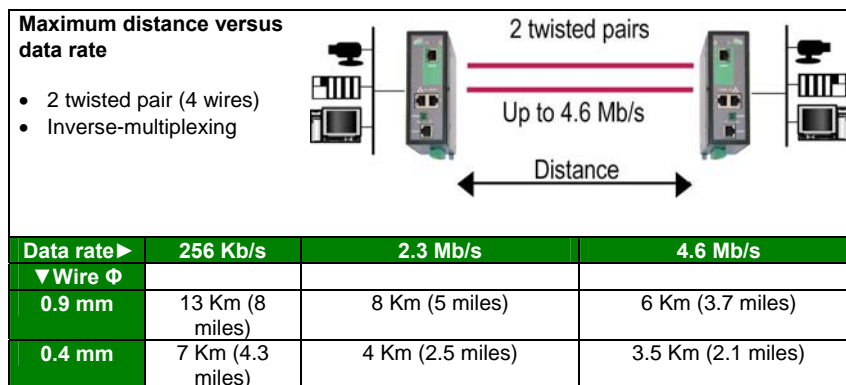 Maximum distance versus
data rate
• 2 twisted pair (4 wires)
• Inverse-multiplexing
2 twisted pairs
Up to 4.6 Mb/s
Distance
Data rate► 256 Kb/s 2.3 Mb/s 4.6 Mb/s
▼Wire Φ
0.9 mm 13 Km (8 8 Km (5 miles) 6 Km (3.7 miles)
miles)
0.4 mm 7 Km (4.3 4 Km (2.5 miles) 3.5 Km (2.1 miles)
miles)